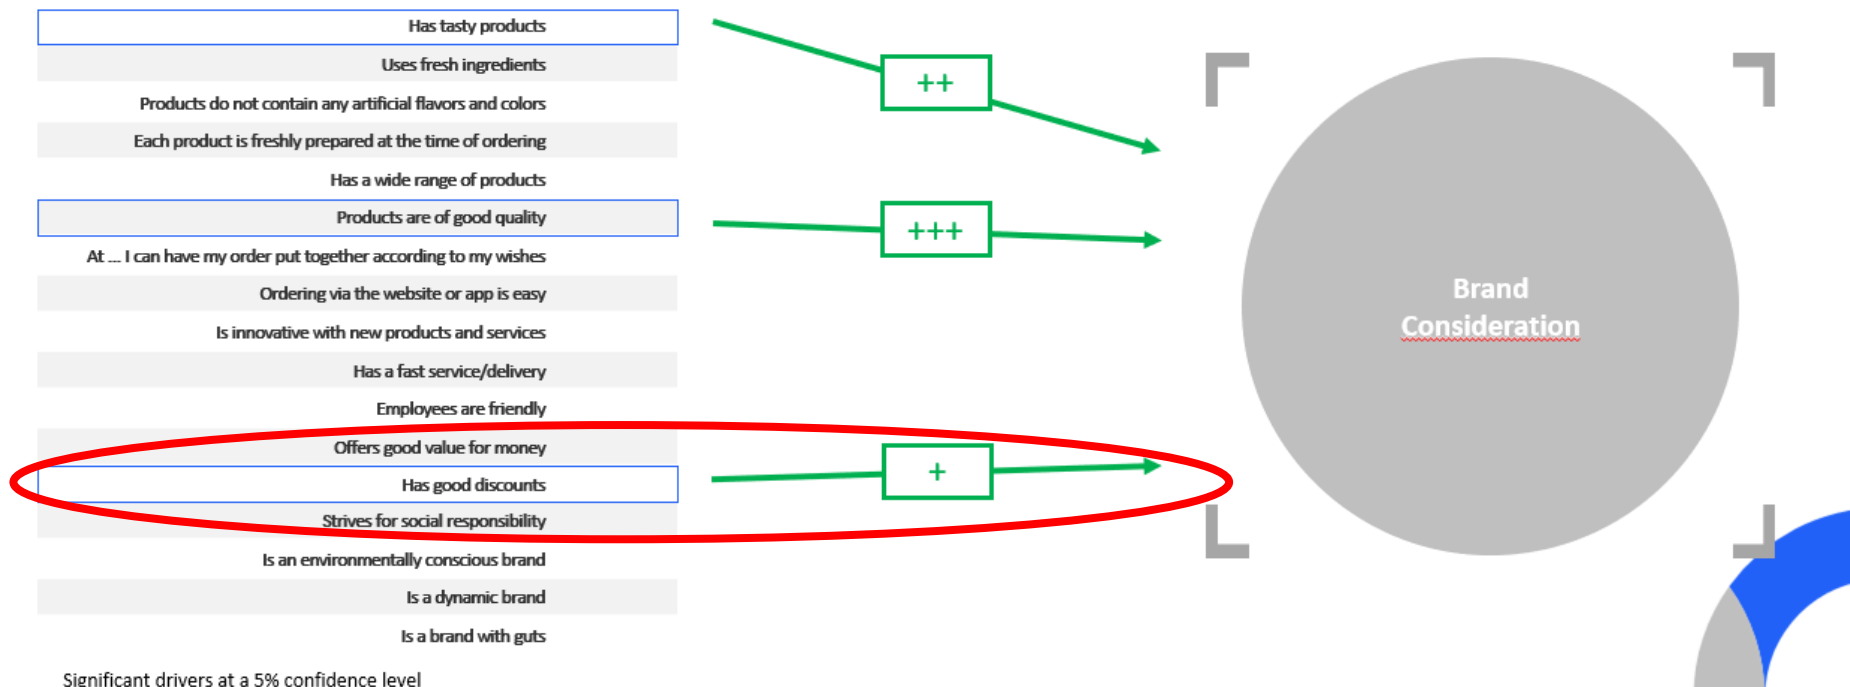 Has tasty products
Uses fresh ingredients
Products do not contain any artificial flavors and colors
Each product is freshly prepared at the time of ordering
Has a wide range of products
Products are of good quality
At ... I can have my order put together according to my wishes
Ordering via the website or app is easy
Is innovative with new products and services
Has a fast service/delivery
Employees are friendly
Offers good value for money
Has good discounts
Strives for social responsibility
Is an environmentally conscious brand
Is a dynamic brand
Is a brand with guts
Significant drivers at a 5% confidence level
++
+++
+
Brand
Consideration